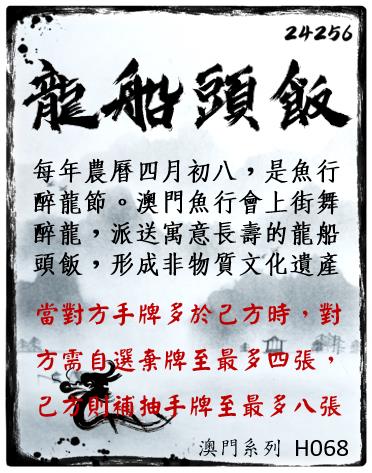 24256
龍船頭飯
每年農曆四月初八，是魚行
醉龍節。澳門魚行會上街舞
醉龍，派送寓意長壽的龍船
頭飯，形成非物質文化遺產
當對方手牌多於己方時，對
方需自選棄牌至最多四張，
己方則補抽手牌至最多八張
澳門系列 H068